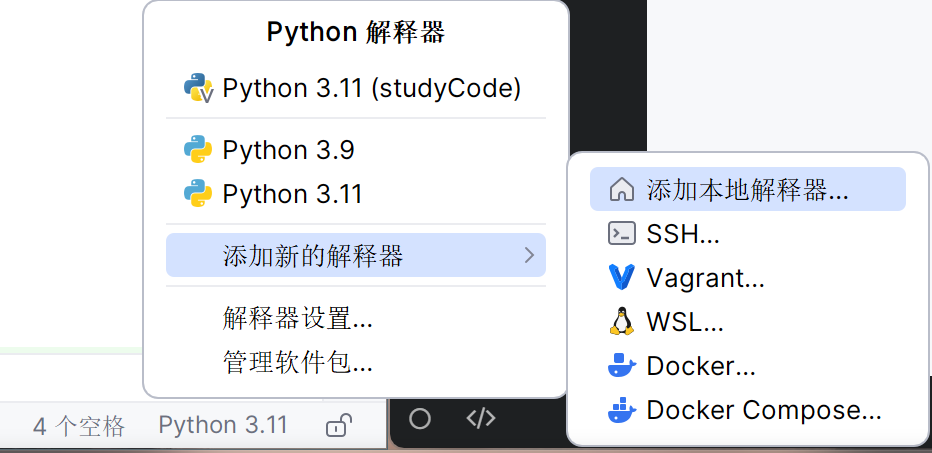 Python 解释器
Python 3.11 (studyCode)
Python 3.9
Python 3.11
添加新的解释器
解释器设置...
管理软件包...
添加本地解释器...
SSH...
Vagrant...
WSL...
Docker...
Docker Compose...
4 个空格 Python 3.11